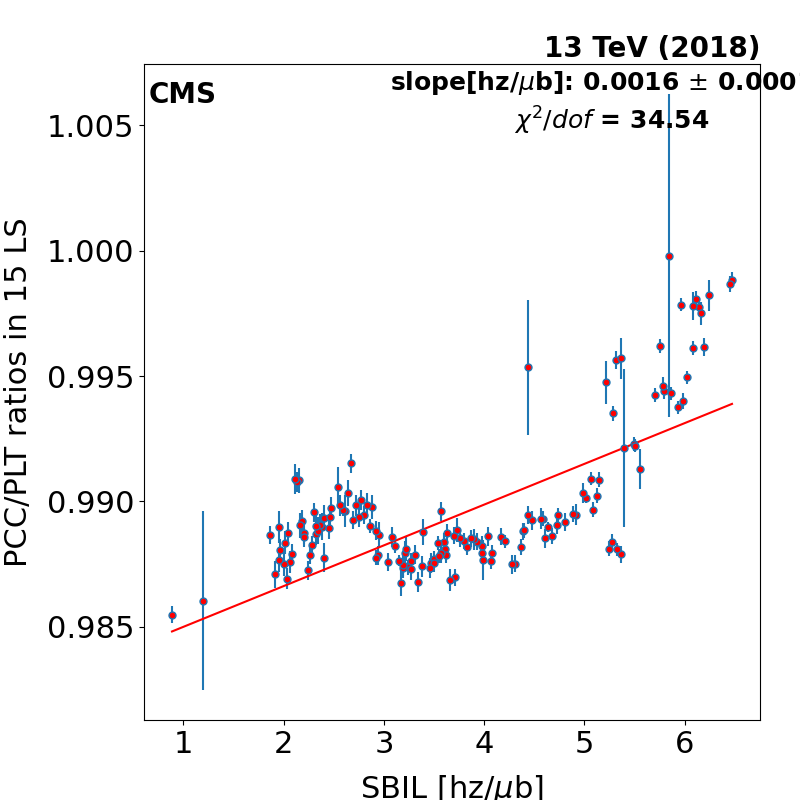 13 TeV (2018)
CMS
slope[hz/μb]: 0.0016 ± 0.000
χ²/dof = 34.54
PCC/PLT ratios in 15 LS
1.005
1.000
0.995
0.990
0.985
1 2 3 4 5 6
SBIL [hz/μb]